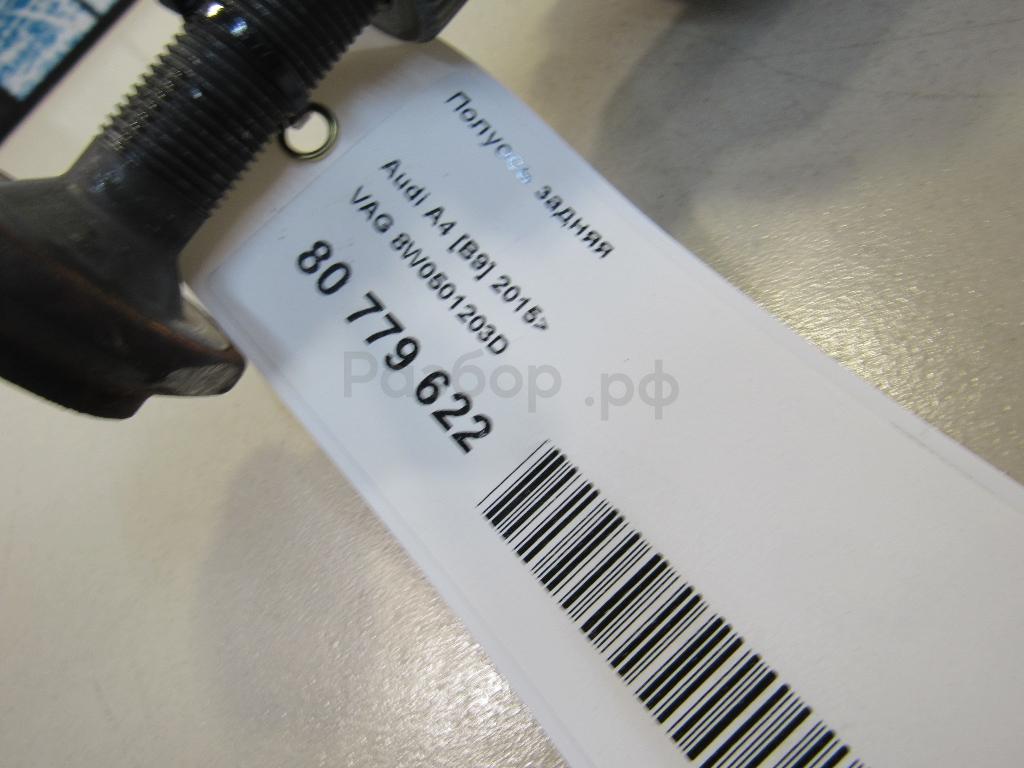 Полуось задняя
Audi A4 [B9] 2015>
VAG 8W0501203D
80 779 622
Разбор .рф